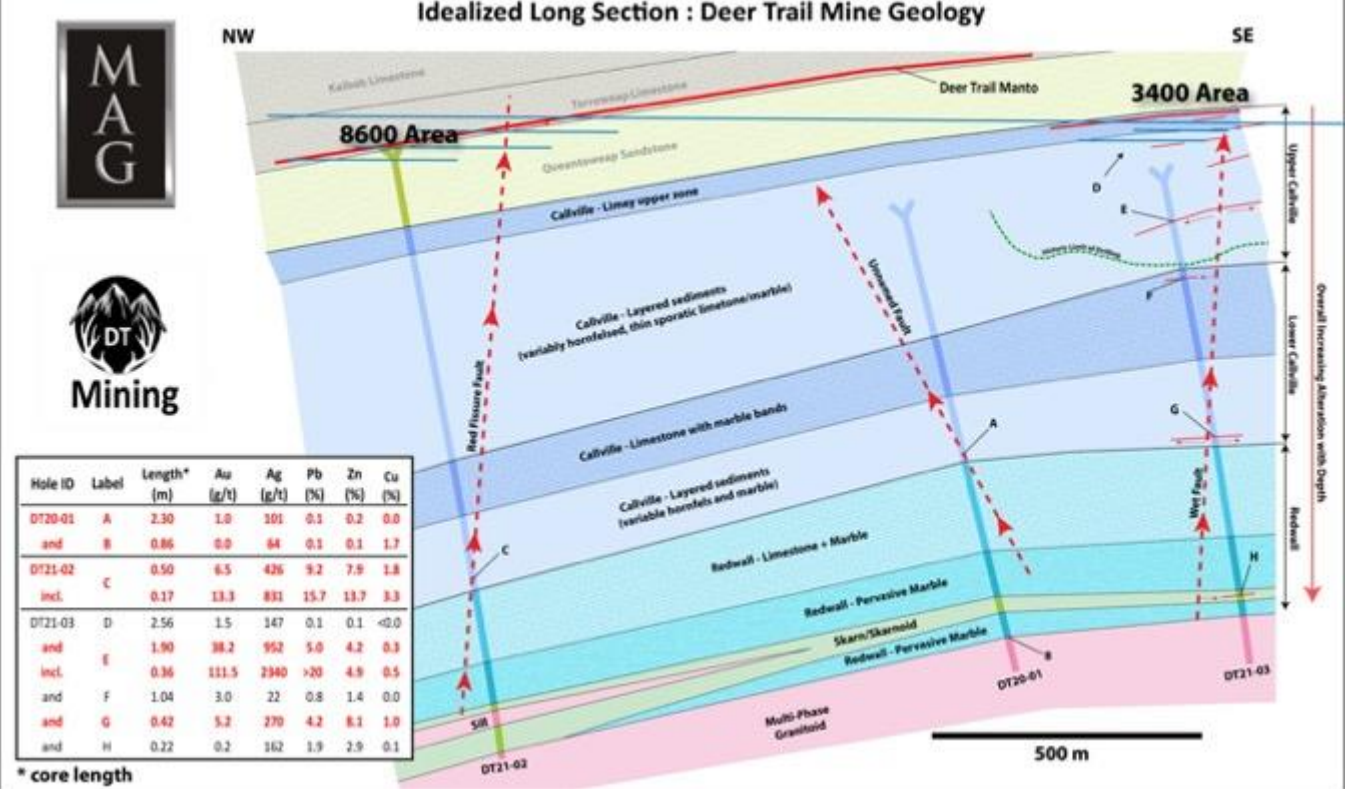 Idealized Long Section : Deer Trail Mine Geology
NW
SE
M
A
G
DT
Mining
Kaibab Limestone
Torroweap Limestone
Queantoweap Sandstone
Deer Trail Manto
8600 Area
3400 Area
Callville - Limey upper zone
Callville - Layered sediments
(variably hornfelsed, thin sporatic limetone/marble)
Callville - Limestone with marble bands
Callville - Layered sediments
(variable hornfels and marble)
Redwall - Limestone + Marble
Redwall - Pervasive Marble
Skarn/Skarnoid
Redwall - Pervasive Marble
Sill
Multi-Phase
Granitoid
Red Fissure Fault
Unnamed Fault
Wet Fault
A
B
C
D
E
F
G
H
DT21-02
DT20-01
DT21-03
Upper Callville
Lower Callville
Redwall
Overall Increasing Alteration with Depth
500 m
Hole ID Label Length* (m) Au (g/t) Ag (g/t) Pb (%) Zn (%) Cu (%)
DT20-01 A 2.30 1.0 101 0.1 0.2 0.0
and B 0.86 0.0 64 0.1 0.1 1.7
DT21-02 C 0.50 6.5 426 9.2 7.9 1.8
incl. 0.17 13.3 831 15.7 13.7 3.3
DT21-03 D 2.56 1.5 147 0.1 0.1 <0.0
and E 1.90 38.2 952 5.0 4.2 0.3
incl. 0.36 111.5 2340 >20 4.9 0.5
and F 1.04 3.0 22 0.8 1.4 0.0
and G 0.42 5.2 270 4.2 8.1 1.0
and H 0.22 0.2 162 1.9 2.9 0.1
* core length